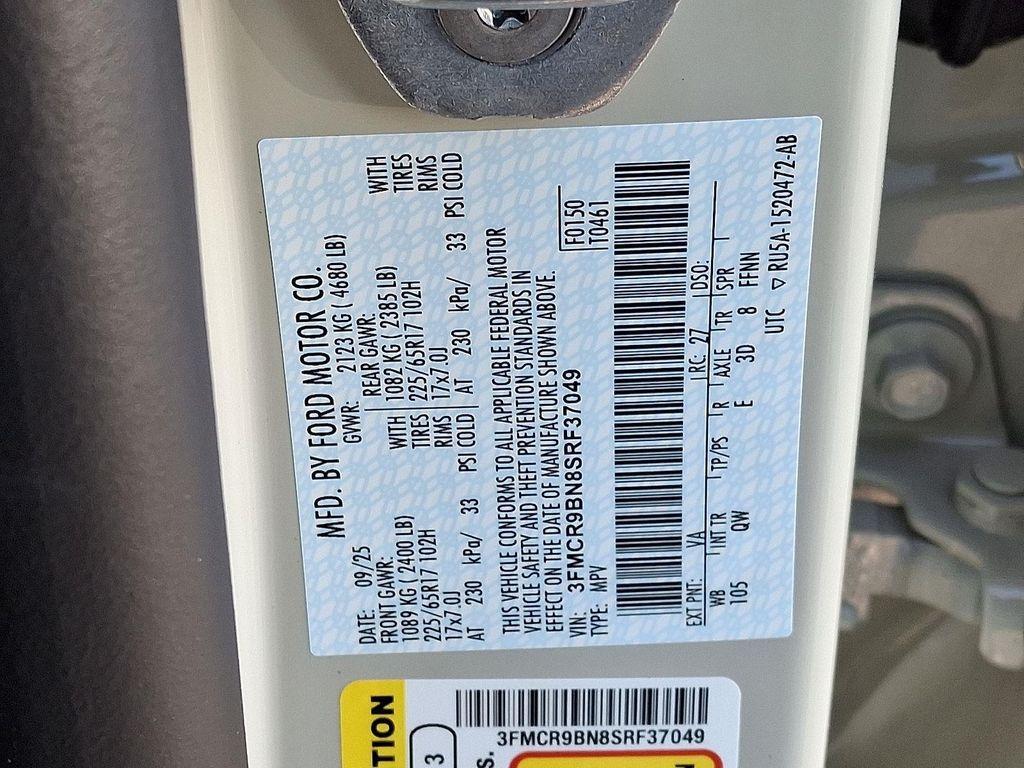 MFD. BY FORD MOTOR CO.
DATE: 09/25 GVWR: 2123 KG ( 4680 LB)
FRONT GAWR: REAR GAWR:
1089 KG ( 2400 LB) WITH 1082 KG ( 2385 LB) WITH
225/65R17 102H TIRES 225/65R17 102H TIRES
17x7.0J RIMS 17x7.0J RIMS
AT 230 kPa/ 33 PSI COLD AT 230 kPa/ 33 PSI COLD
THIS VEHICLE CONFORMS TO ALL APPLICABLE FEDERAL MOTOR
VEHICLE SAFETY AND THEFT PREVENTION STANDARDS IN
EFFECT ON THE DATE OF MANUFACTURE SHOWN ABOVE.
VIN: 3FMCR9BN8SRF37049 F0150
TYPE: MPV T0461
EXT PNT: VA RC: 27 DSO:
WB INT TR TP/PS R AXLE TR SPR
105 QW E 3D 8 FFNN
UTC ▽ RU5A-1520472-AB
TION
3
S.
3FMCR9BN8SRF37049